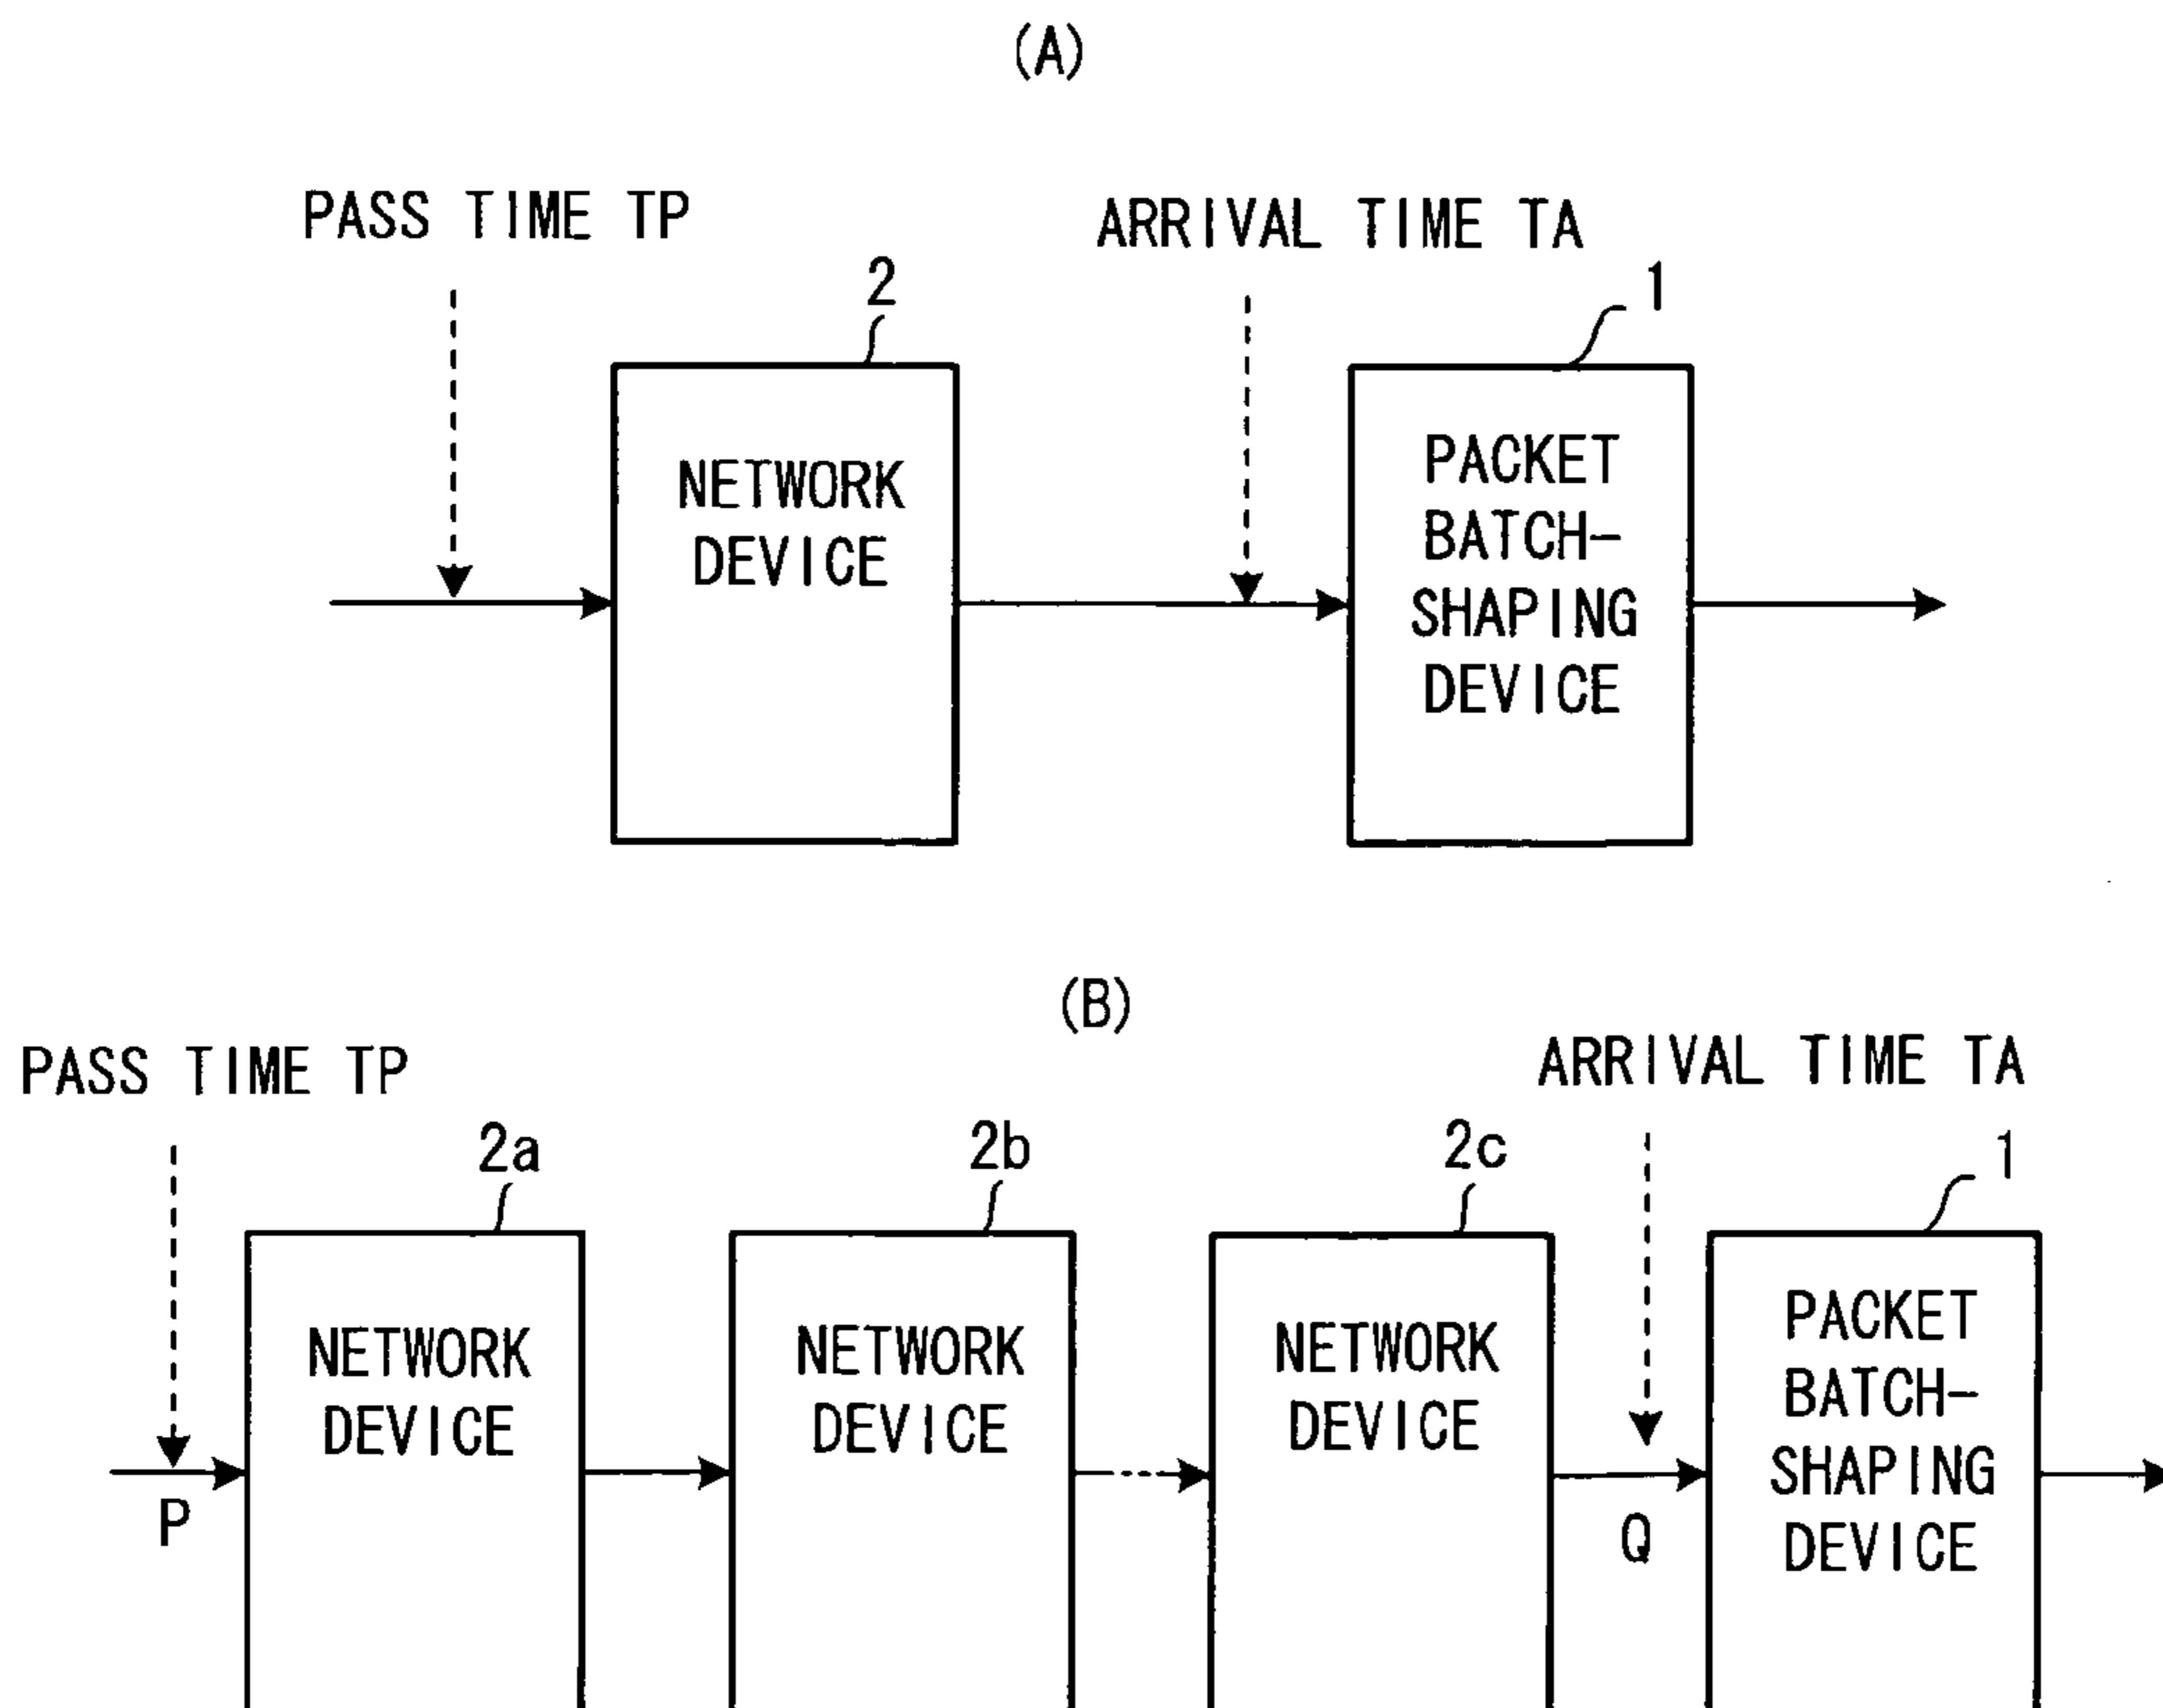 (A)
PASS TIME TP
ARRIVAL TIME TA
2
1
NETWORK
DEVICE
PACKET
BATCH-
SHAPING
DEVICE
(B)
PASS TIME TP
ARRIVAL TIME TA
2a
2b
2c
1
NETWORK
DEVICE
NETWORK
DEVICE
NETWORK
DEVICE
PACKET
BATCH-
SHAPING
DEVICE
P
Q